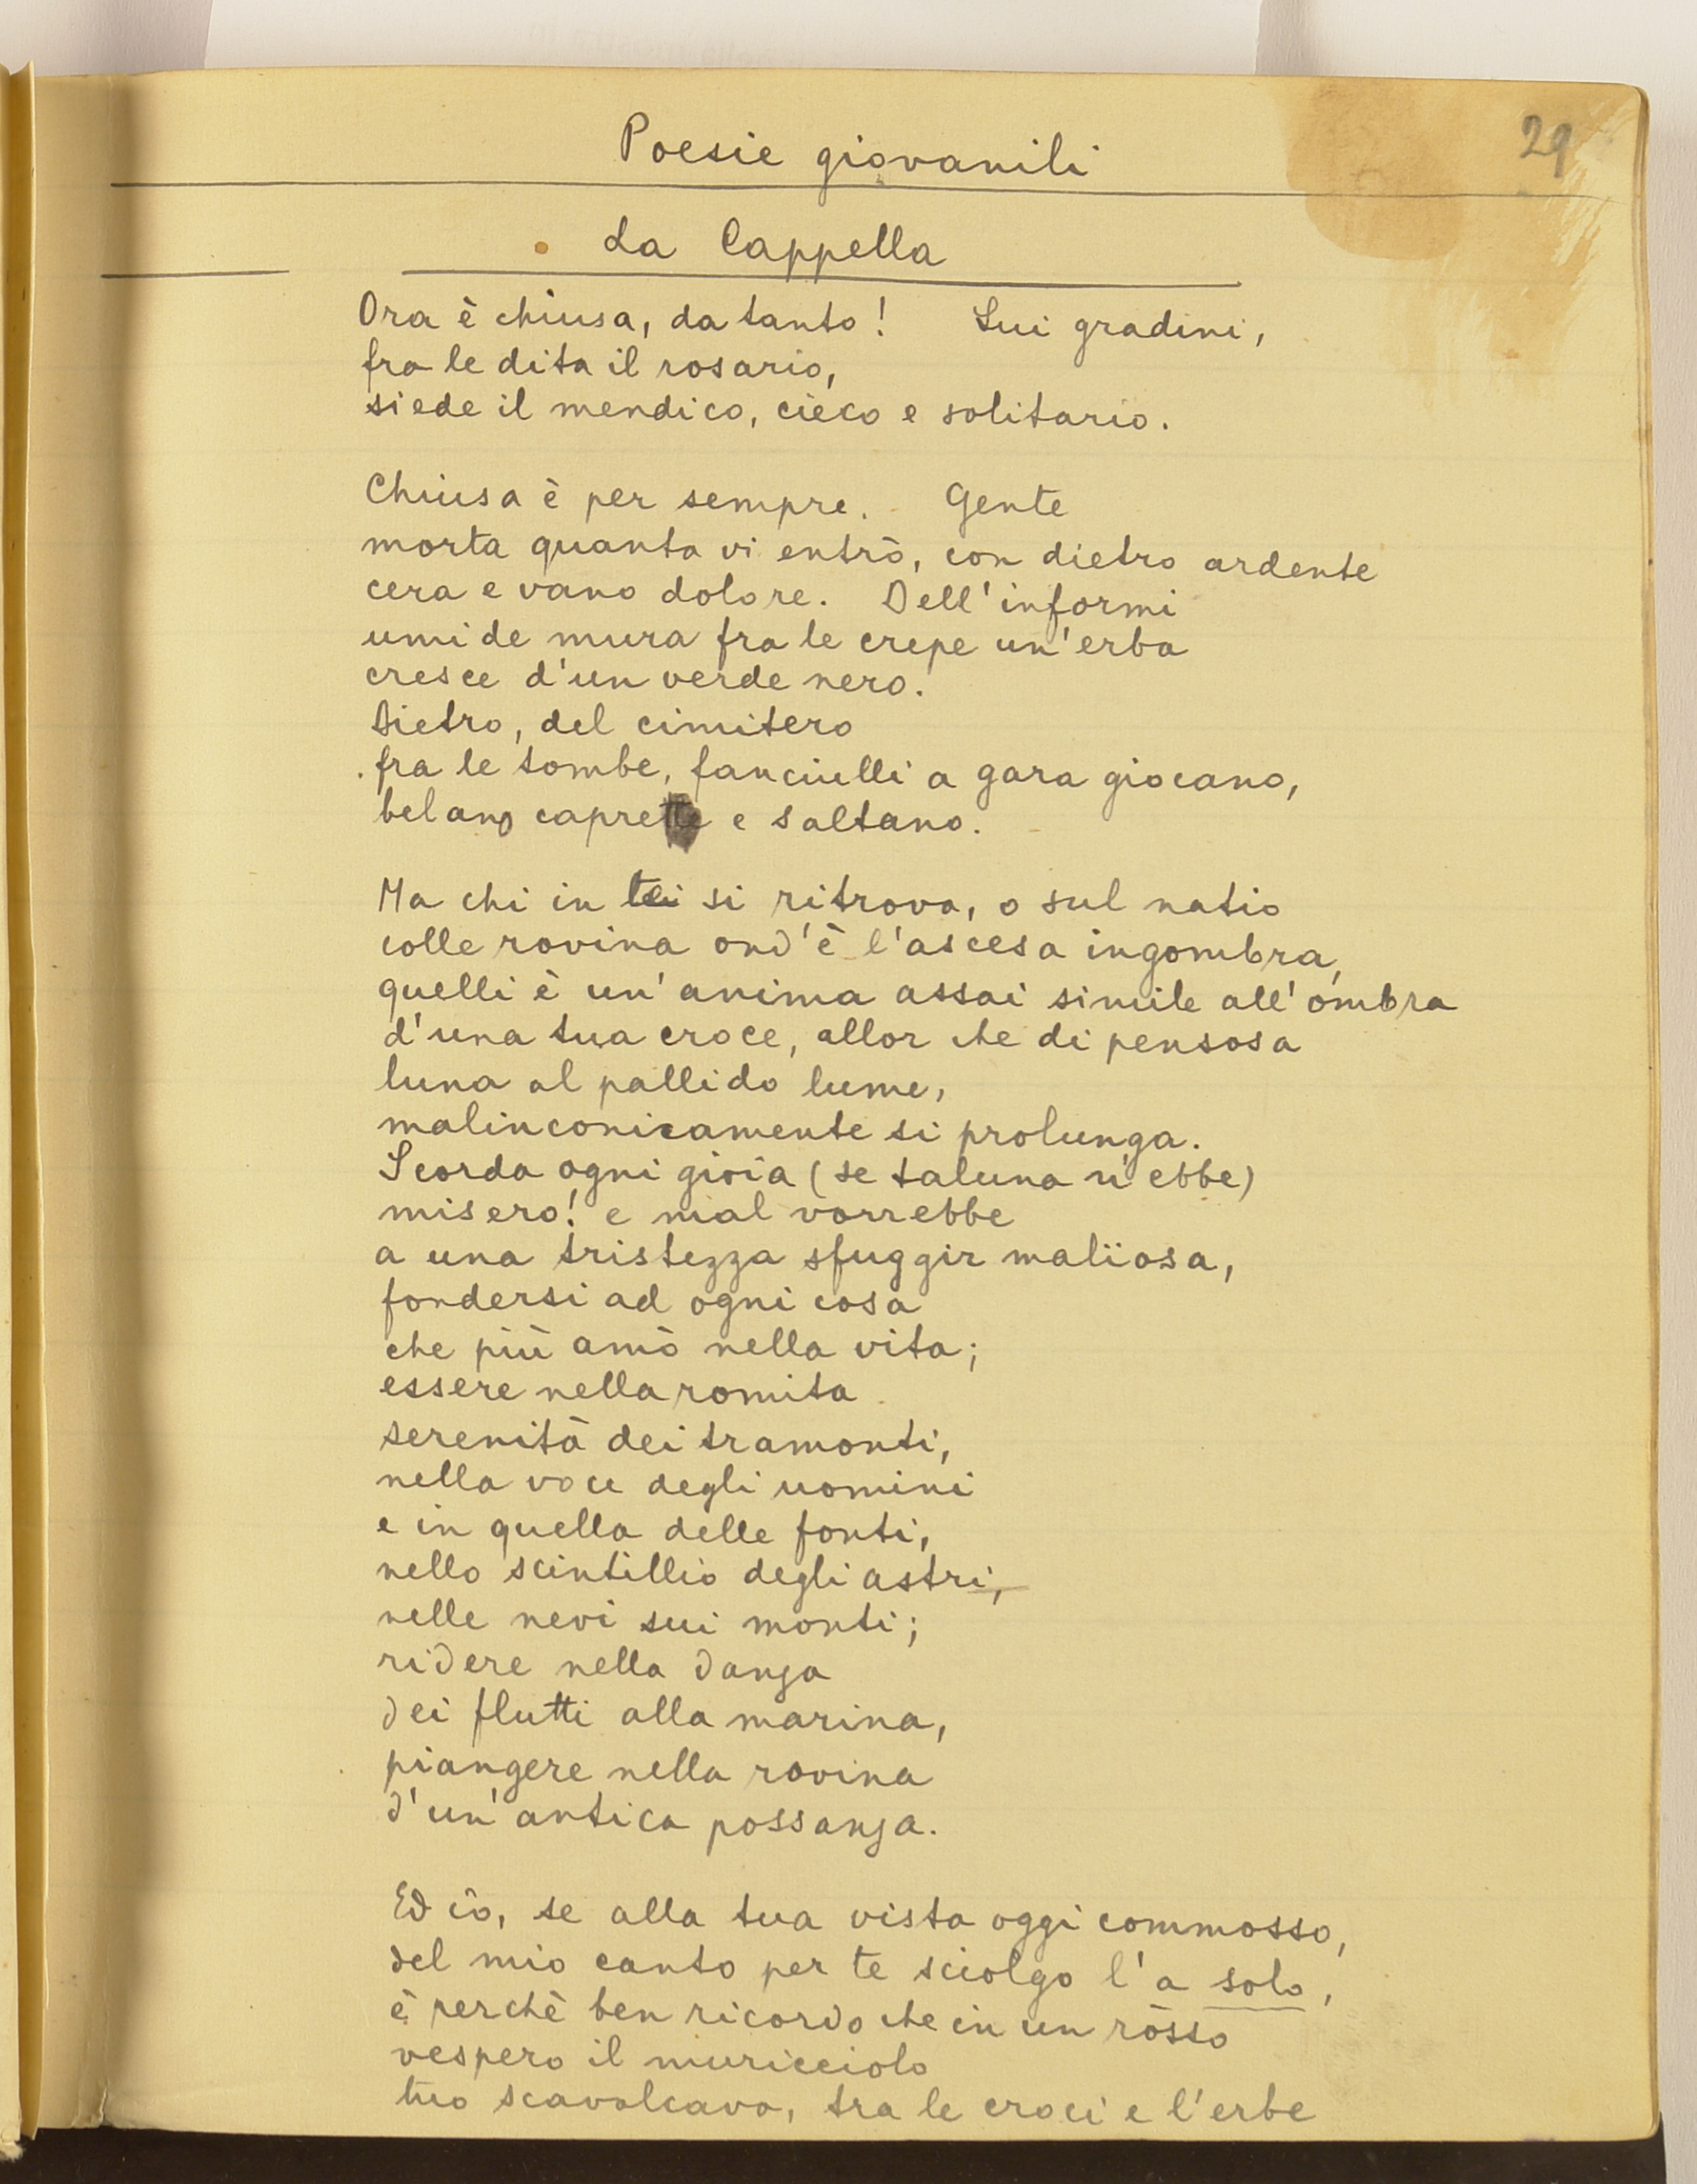 29
Poesie giovanili
La Cappella
Ora è chiusa, da tanto! Sui gradini,
fra le dita il rosario,
siede il mendico, cieco e solitario.
Chiusa è per sempre. Gente
morta quanta vi entrò, con dietro ardente
cera e vano dolore. Dell'informi
umide mura fra le crepe un'erba
cresce d'un verde nero.
Dietro, del cimitero
fra le tombe, fanciulli a gara giocano,
belano caprette e saltano.
Ma chi in te si ritrova, o sul natio
colle rovina ond'è l'ascesa ingombra,
quelli è un'anima assai simile all'ombra
d'una tua croce, allor che di pensosa
luna al pallido lume,
malinconicamente si prolunga.
Scorda ogni gioia (se taluna n'ebbe)
misero! e mal vorrebbe
a una tristezza sfuggir malïosa,
fondersi ad ogni cosa
che più amò nella vita;
essere nella romita
serenità dei tramonti,
nella voce degli uomini
e in quella delle fonti,
nello scintillio degli astri,
nelle nevi sui monti;
ridere nella danza
dei flutti alla marina,
piangere nella rovina
d'un'antica possanza.
Ed io, se alla tua vista oggi commosso,
del mio canto per te sciolgo l'a solo,
è perchè ben ricordo che in un rosso
vespero il muricciolo
tuo scavalcavo, tra le croci e l'erbe